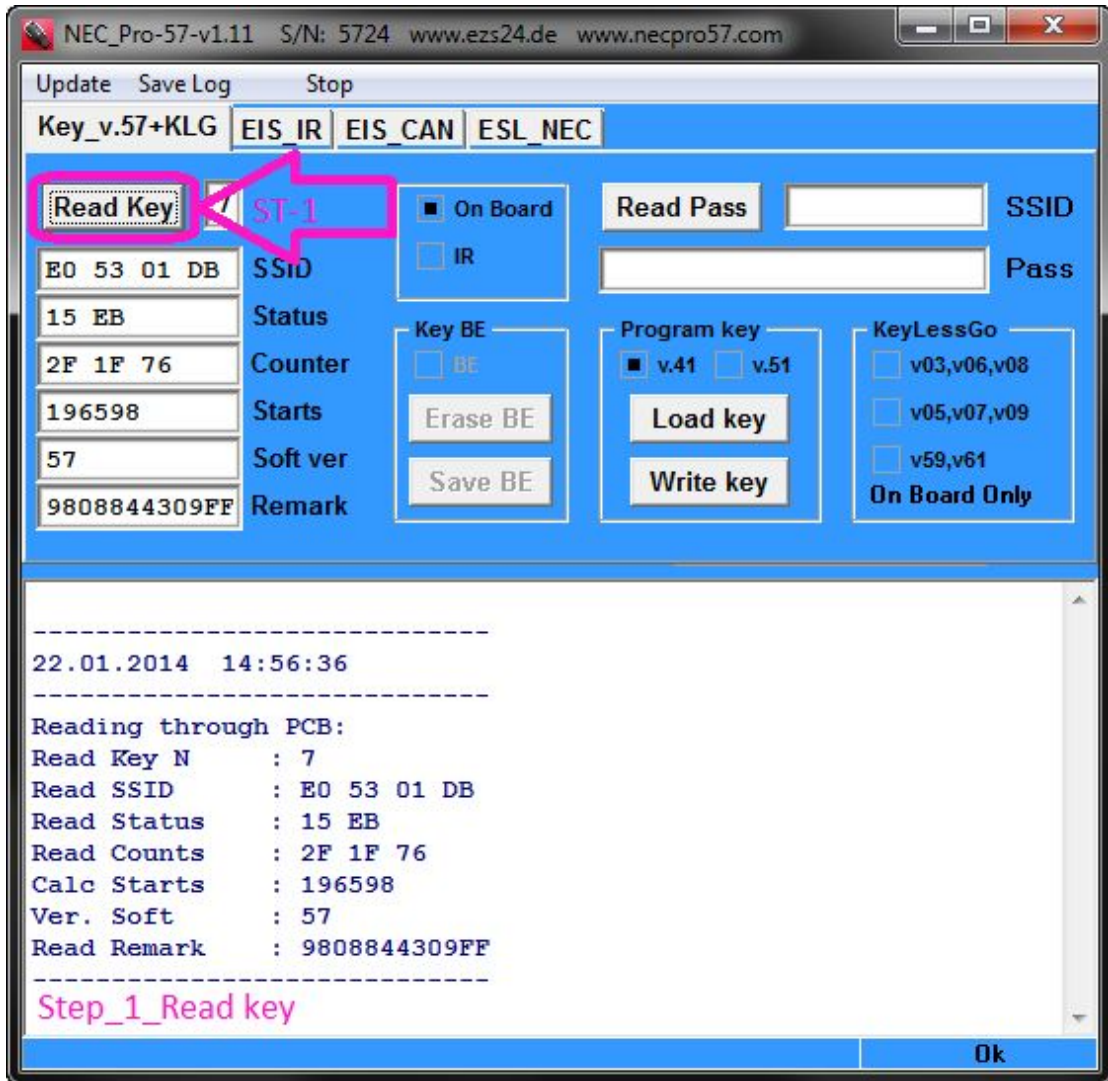 NEC_Pro-57-v1.11 S/N: 5724 www.ezs24.de www.necpro57.com
Update Save Log Stop
Key_v.57+KLG EIS_IR EIS_CAN ESL_NEC
Read Key 7 ST-1
E0 53 01 DB SSID
15 EB Status
2F 1F 76 Counter
196598 Starts
57 Soft ver
9808844309FF Remark
On Board
IR
Read Pass SSID
Pass
Key BE
BE
Erase BE
Save BE
Program key
v.41 v.51
Load key
Write key
KeyLessGo
v03,v06,v08
v05,v07,v09
v59,v61
On Board Only
-----------------------------
22.01.2014 14:56:36
-----------------------------
Reading through PCB:
Read Key N : 7
Read SSID : E0 53 01 DB
Read Status : 15 EB
Read Counts : 2F 1F 76
Calc Starts : 196598
Ver. Soft : 57
Read Remark : 9808844309FF
-----------------------------
Step_1_Read key
Ok